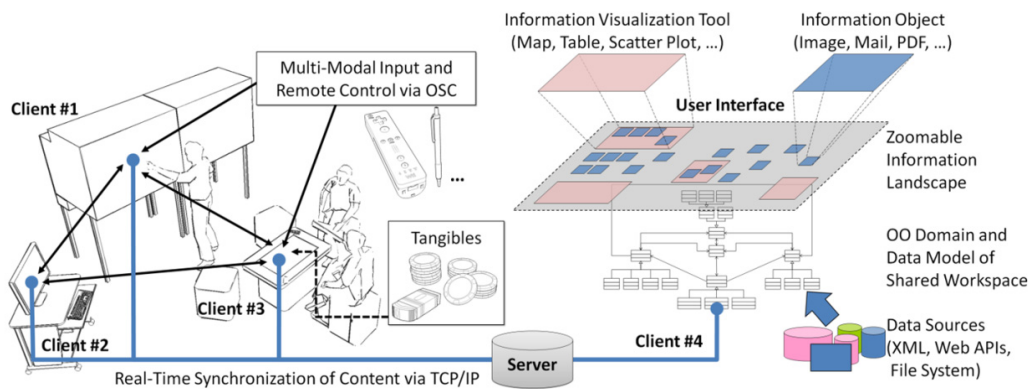 Information Visualization Tool
(Map, Table, Scatter Plot, ...)
Information Object
(Image, Mail, PDF, ...)
Multi-Modal Input and
Remote Control via OSC
Client #1
User Interface
...
Zoomable
Information
Landscape
Tangibles
OO Domain and
Data Model of
Shared Workspace
Client #3
Client #2
Server
Client #4
Data Sources
(XML, Web APIs,
File System)
Real-Time Synchronization of Content via TCP/IP